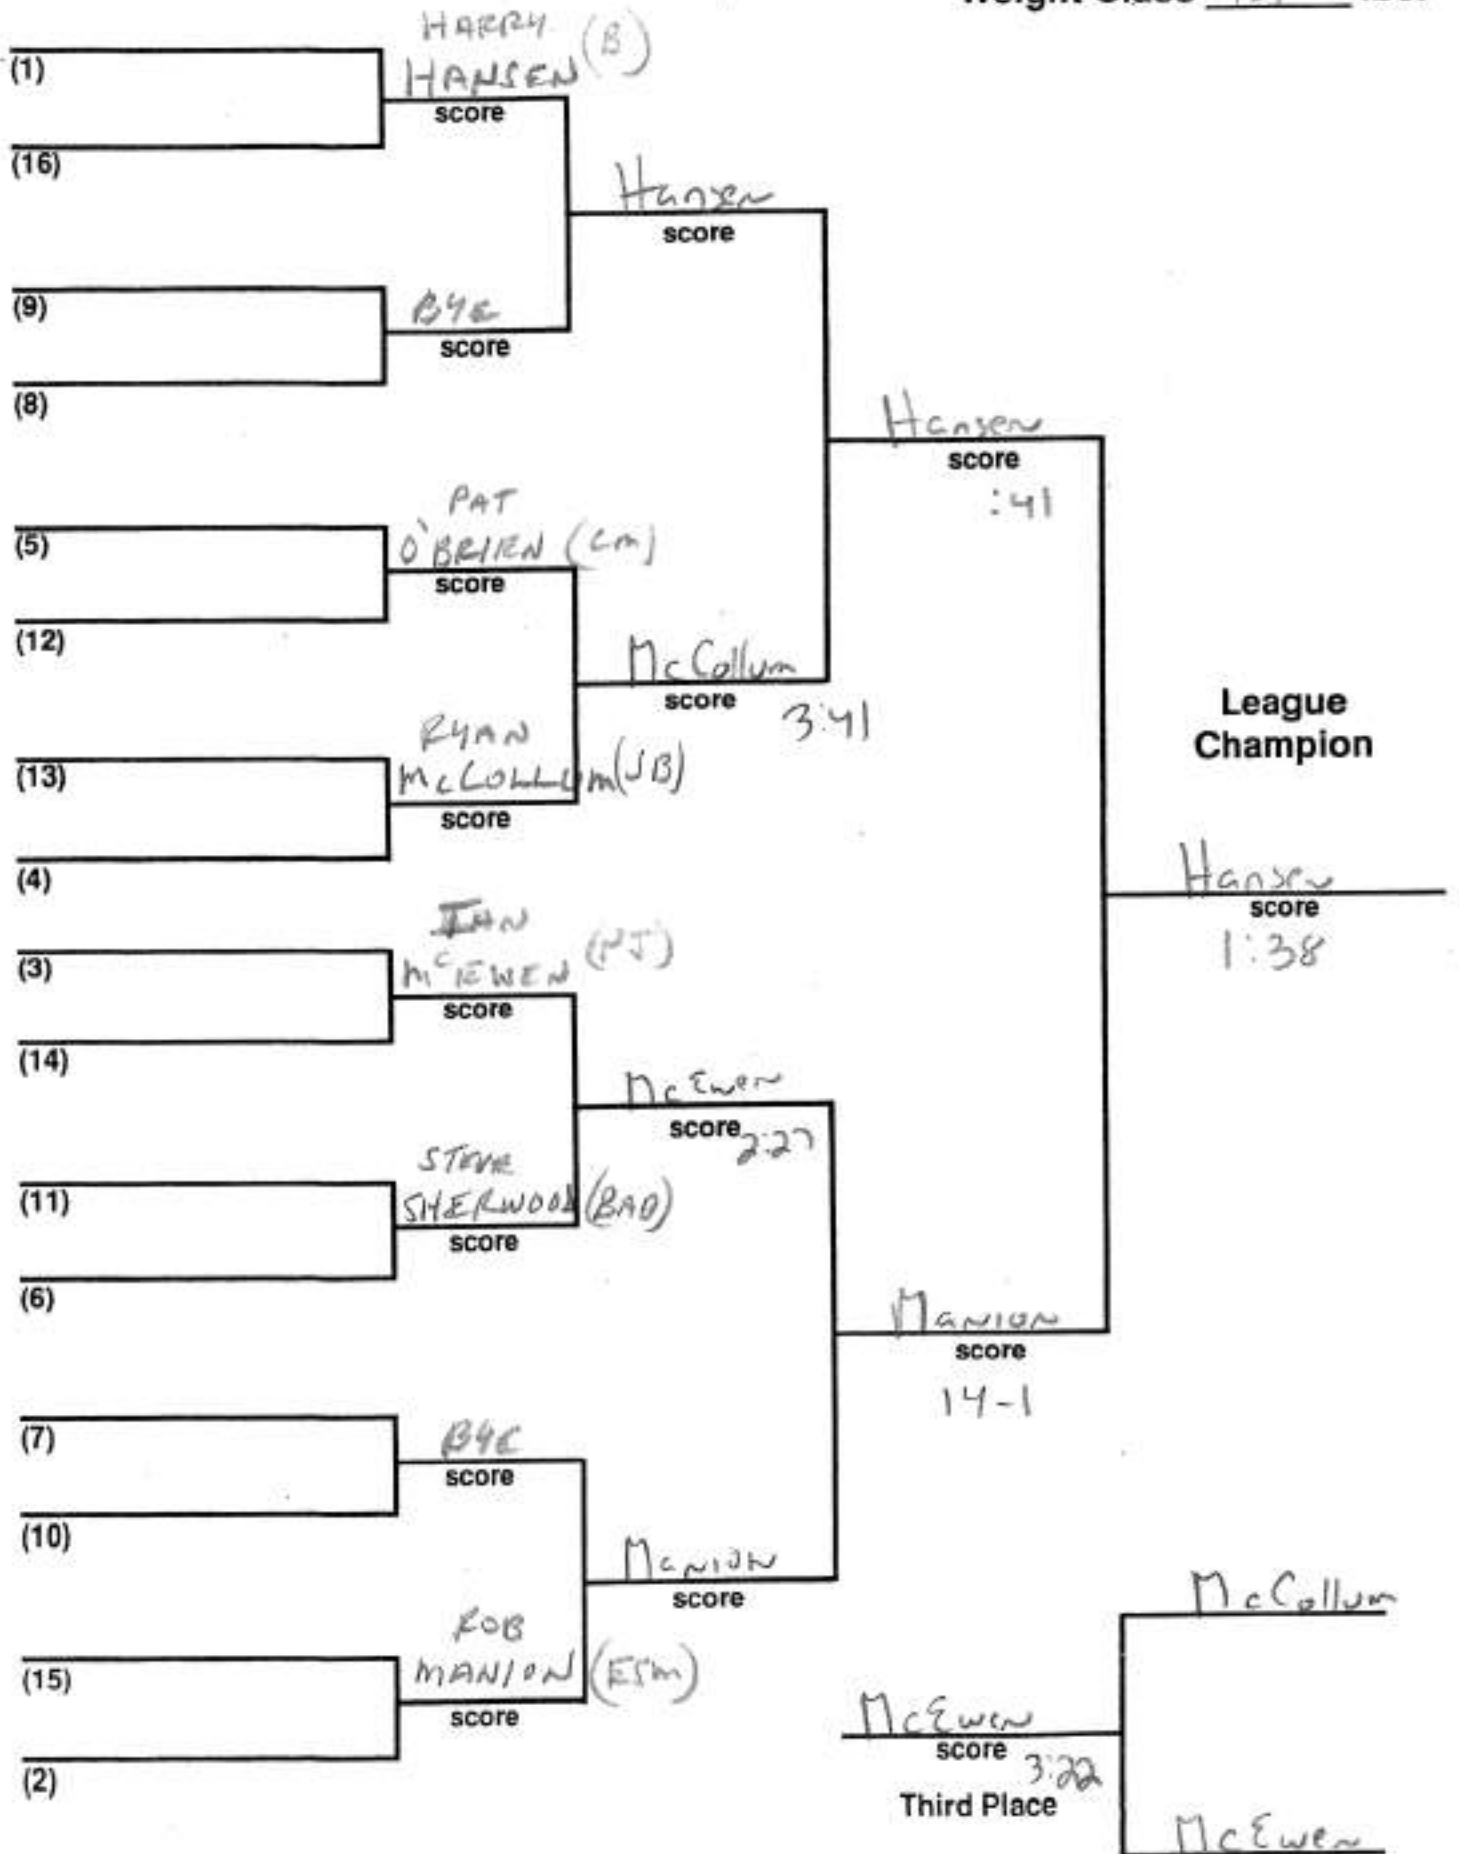 Weight Class
HARRY
(1) HANSEN (B)
score
(16)
Hansen
score
(9) BYE
score
(8)
Hansen
score
:41
PAT
(5) O'BRIEN (CM)
score
(12)
McCollum
score 3:41
RYAN
(13) McCOLLUM (JB)
score
(4)
League
Champion
Hansen
score
1:38
IAN
(3) McEWEN
score
(14)
McEwen
score 2:27
STEVE
(11) SHERWOOD (BAD)
score
(6)
Manion
score
14-1
(7) BYE
score
(10)
Manion
score
ROB
(15) MANION (ESM)
score
(2)
McCollum
McEwen
score 3:22
Third Place
McEwen